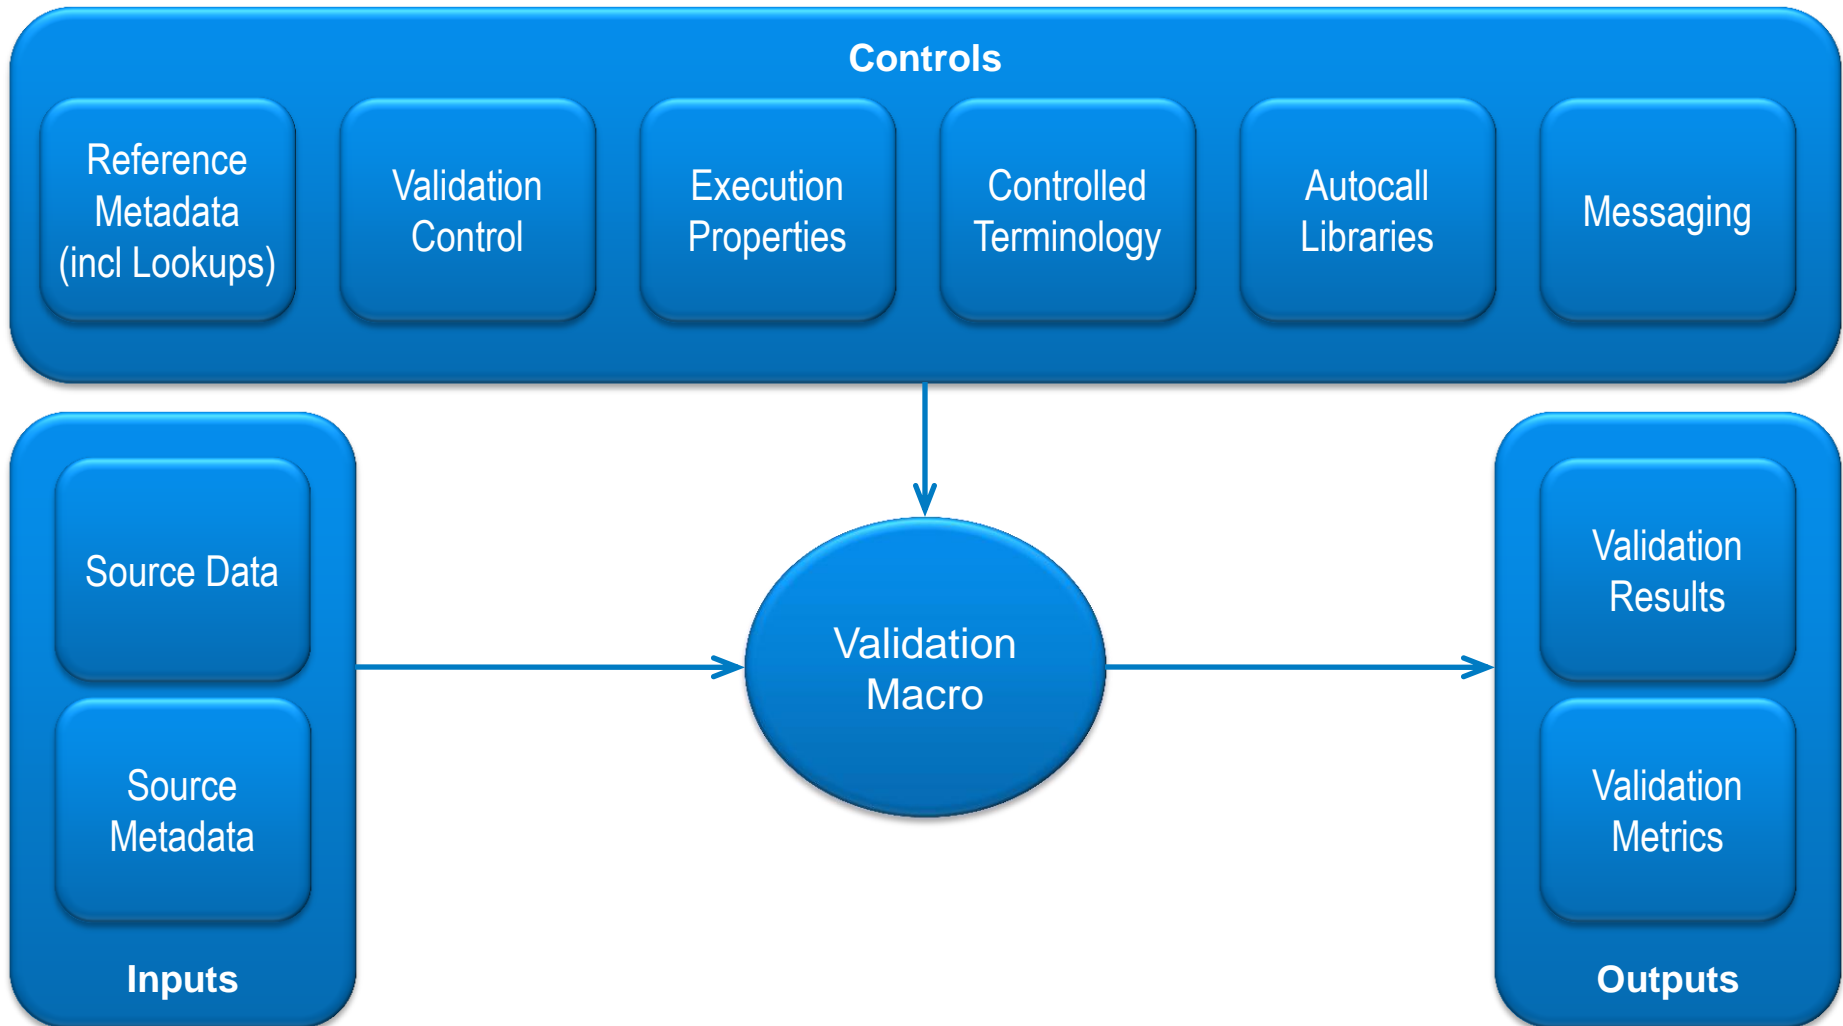 Controls
Reference
Metadata
(incl Lookups)
Validation
Control
Execution
Properties
Controlled
Terminology
Autocall
Libraries
Messaging
Source Data
Source
Metadata
Inputs
Validation
Macro
Validation
Results
Validation
Metrics
Outputs